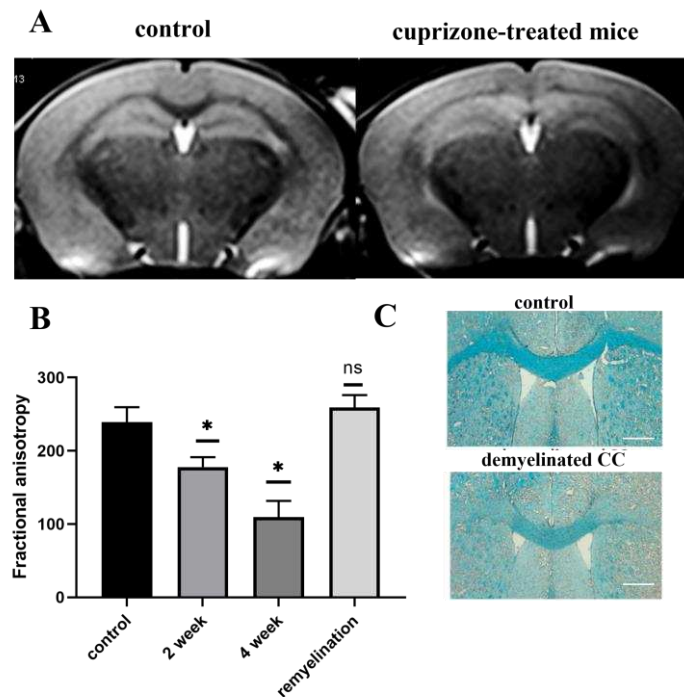 A
control
cuprizone-treated mice
13
B
Fractional anisotropy
300
200
100
0
*
*
ns
control
2 week
4 week
remyelination
C
control
demyelinated CC